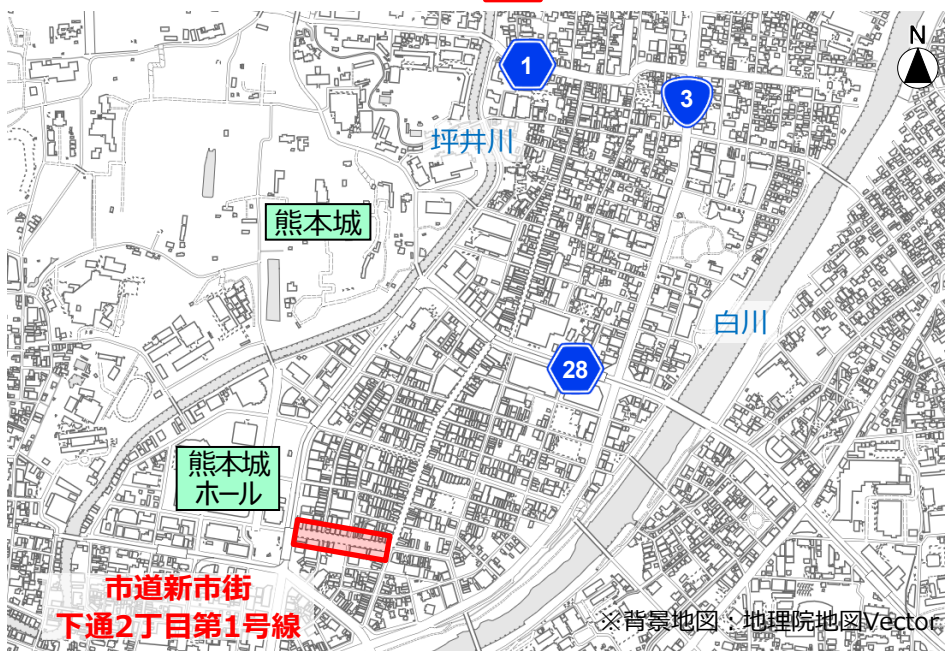 N
1
3
坪井川
熊本城
白川
28
熊本城
ホール
市道新市街
下通2丁目第1号線
※背景地図：地理院地図Vector